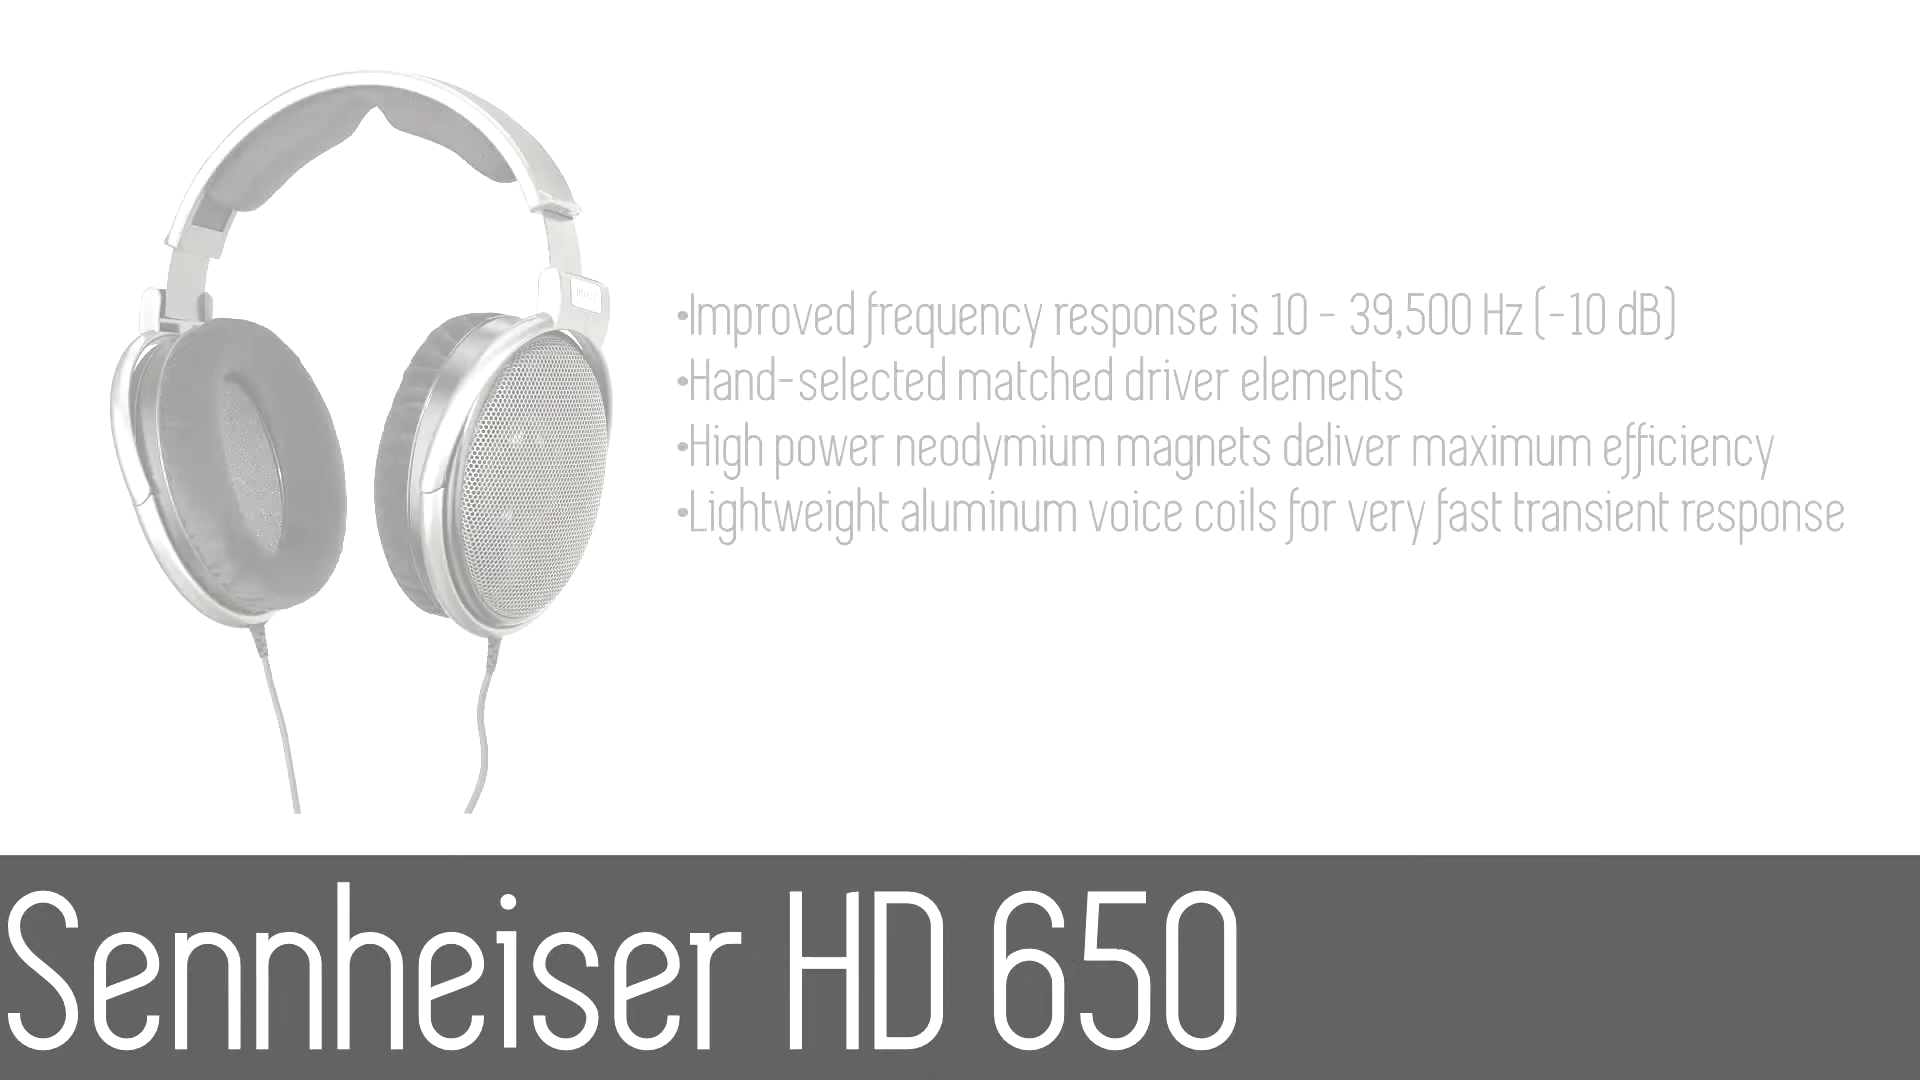 •Improved frequency response is 10 - 39,500 Hz (-10 dB)
•Hand-selected matched driver elements
•High power neodymium magnets deliver maximum efficiency
•Lightweight aluminum voice coils for very fast transient response
Sennheiser HD 650